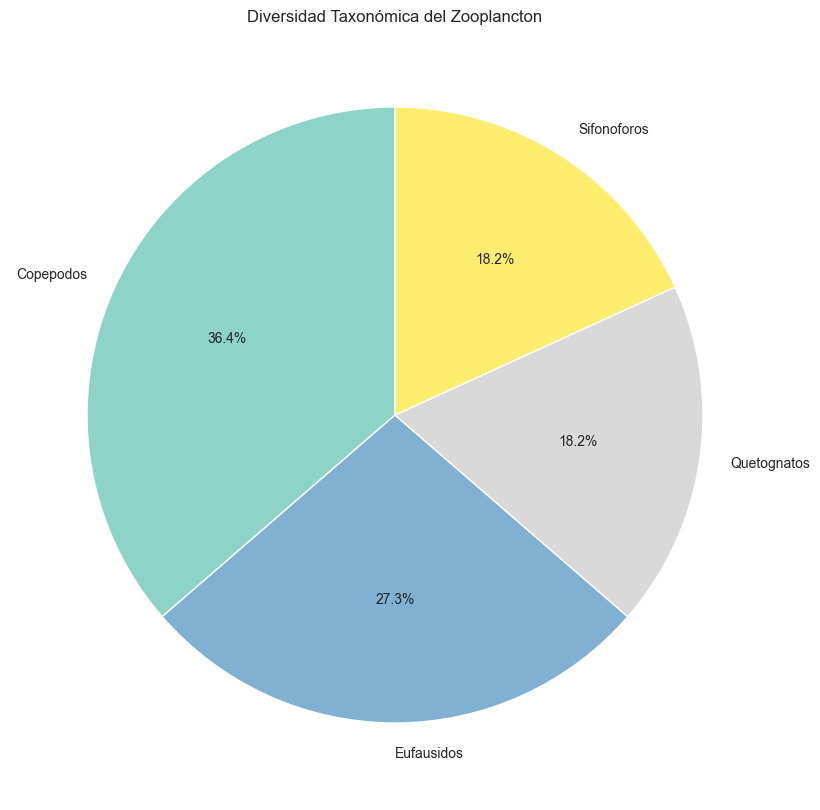 Diversidad Taxonómica del Zooplancton
Sifonoforos
18.2%
Copepodos
36.4%
18.2%
Quetognatos
27.3%
Eufausidos